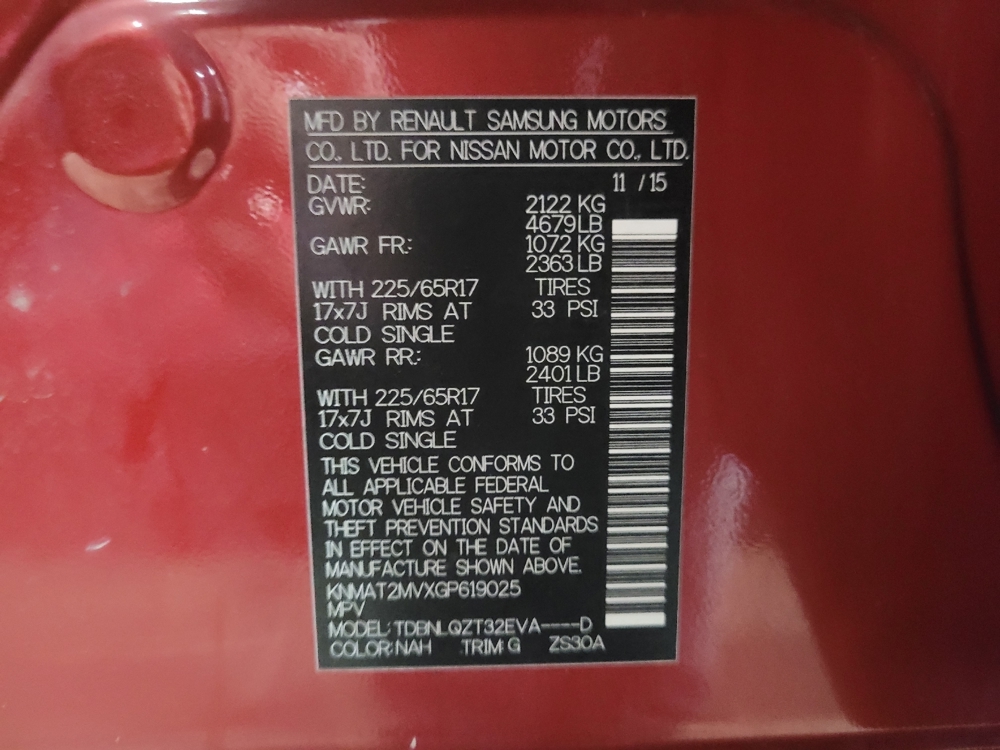 MFD BY RENAULT SAMSUNG MOTORS
CO., LTD. FOR NISSAN MOTOR CO., LTD.
DATE: 11 / 15
GVWR: 2122 KG
4679 LB
GAWR FR: 1072 KG
2363 LB
WITH 225/65R17 TIRES
17x7J RIMS AT 33 PSI
COLD SINGLE
GAWR RR: 1089 KG
2401 LB
WITH 225/65R17 TIRES
17x7J RIMS AT 33 PSI
COLD SINGLE
THIS VEHICLE CONFORMS TO
ALL APPLICABLE FEDERAL
MOTOR VEHICLE SAFETY AND
THEFT PREVENTION STANDARDS
IN EFFECT ON THE DATE OF
MANUFACTURE SHOWN ABOVE.
KNMAT2MVXGP619025
MPV
MODEL: TDBNLQZT32EVA----D
COLOR: NAH TRIM: G ZS30A